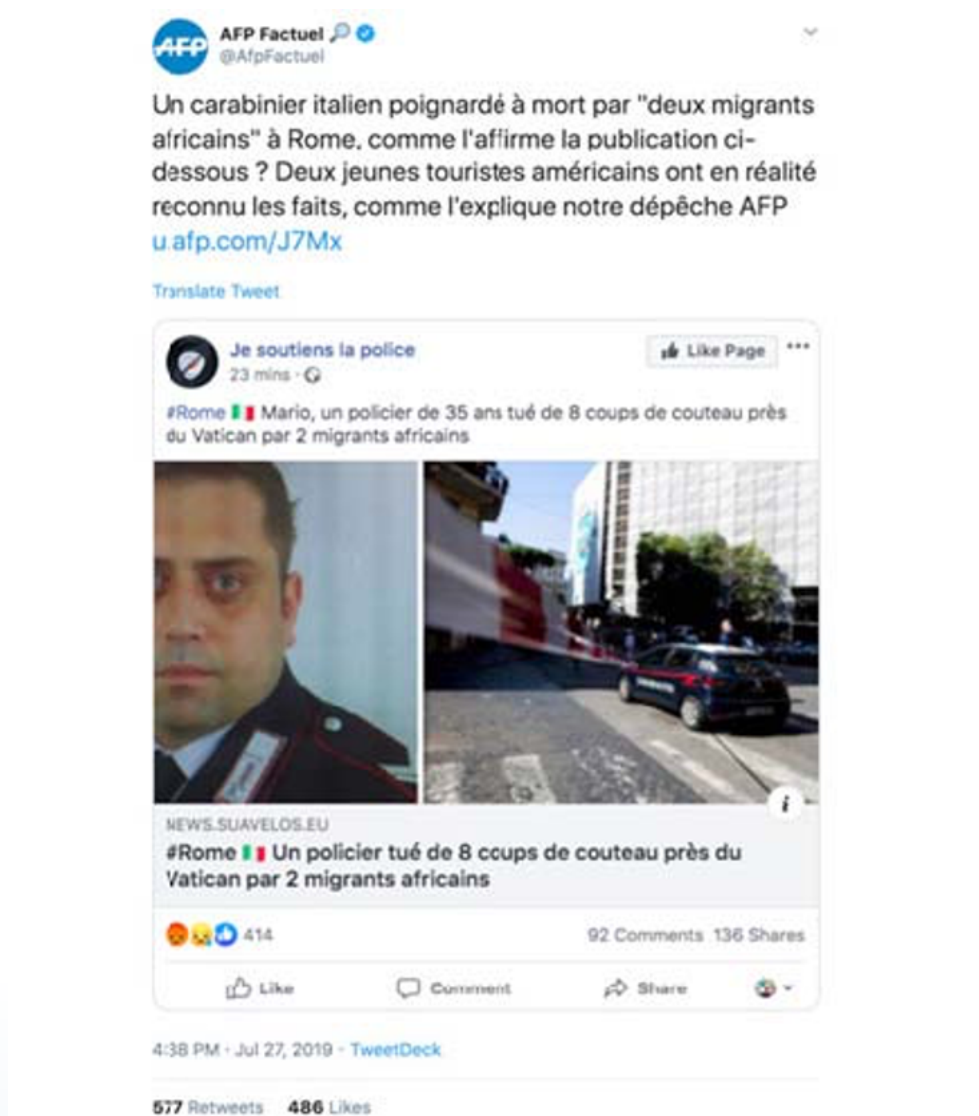 AFP
AFP Factuel
@AfpFactuel
Un carabinier italien poignardé à mort par "deux migrants
africains" à Rome, comme l'affirme la publication ci-
dessous ? Deux jeunes touristes américains ont en réalité
reconnu les faits, comme l'explique notre dépêche AFP
u.afp.com/J7Mx
Translate Tweet
Je soutiens la police
Like Page
23 mins ·
#Rome 🇮🇹 Mario, un policier de 35 ans tué de 8 coups de couteau près
du Vatican par 2 migrants africains
i
NEWS.SUAVELOS.EU
#Rome 🇮🇹 Un policier tué de 8 coups de couteau près du
Vatican par 2 migrants africains
414
92 Comments 136 Shares
Like Comment Share
4:38 PM · Jul 27, 2019 · TweetDeck
577 Retweets 486 Likes